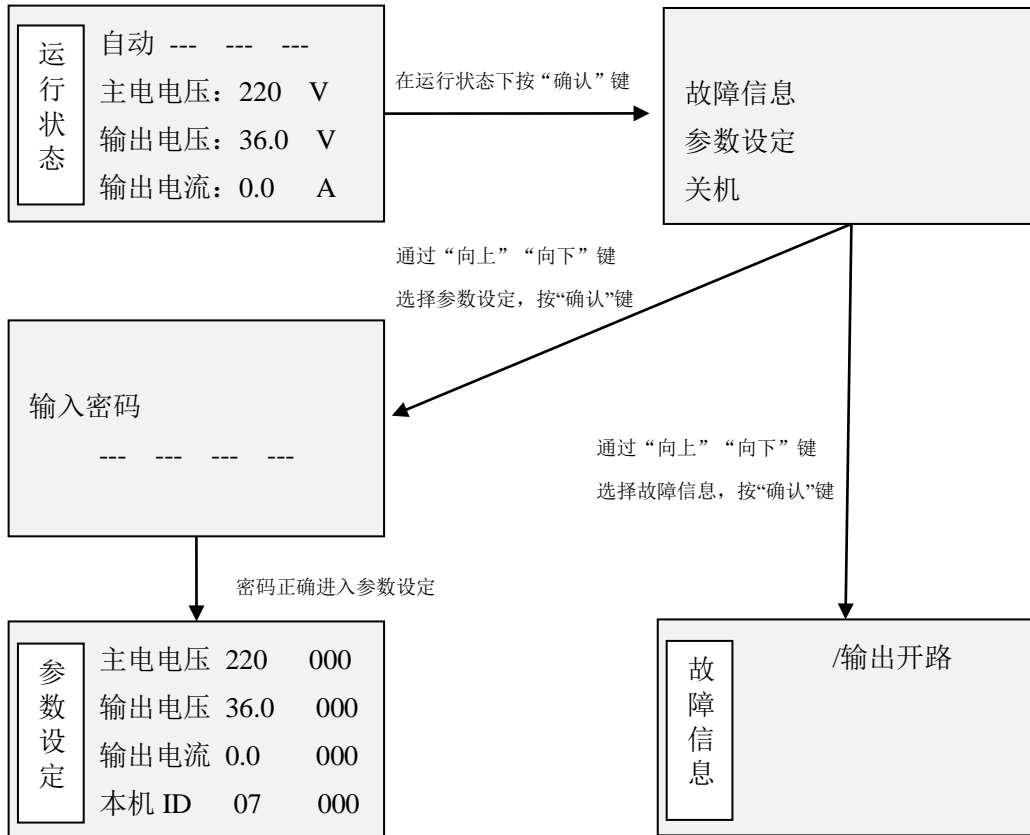 运行状态
自动 --- --- ---
主电电压：220 V
输出电压：36.0 V
输出电流：0.0 A
在运行状态下按“确认”键
故障信息
参数设定
关机
通过“向上”“向下”键
选择参数设定，按“确认”键
输入密码
--- --- --- ---
通过“向上”“向下”键
选择故障信息，按“确认”键
密码正确进入参数设定
参数设定
主电电压 220 000
输出电压 36.0 000
输出电流 0.0 000
本机 ID 07 000
故障信息
/输出开路